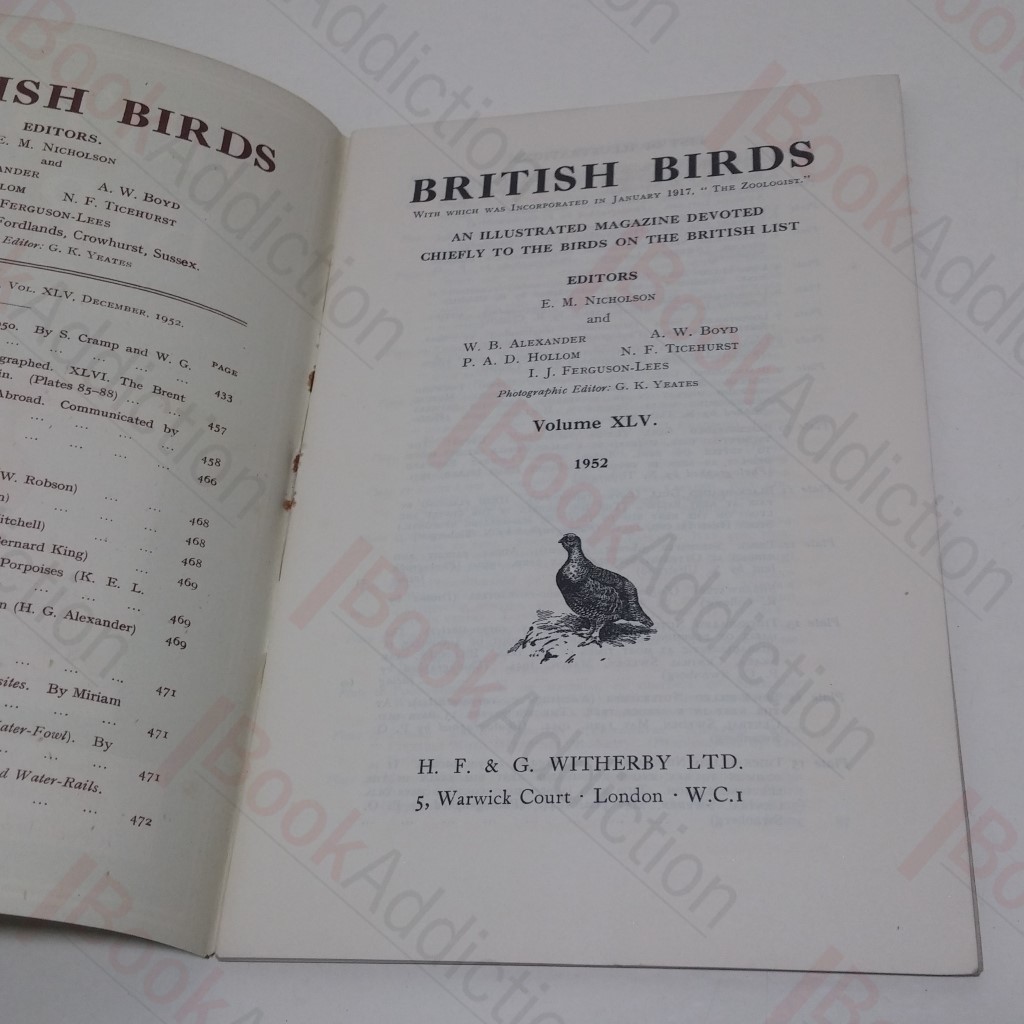 ISH BIRDS
EDITORS.
E. M. NICHOLSON
and
ANDER A. W. BOYD
LOM N. F. TICEHURST
FERGUSON-LEES
Fordlands, Crowhurst, Sussex.
Editor: G. K. YEATES
VOL. XLV, DECEMBER, 1952.
PAGE
50. By S. Cramp and W. G.
... ... ... ... 433
graphed. XLVI. The Brent
in. (Plates 85–88) ... ... 457
Abroad. Communicated by
... ... ... ... 458
... ... ... 466
W. Robson) ... ... 468
n) ... ... ... 468
itchell) ... ... 468
Bernard King) ... 469
Porpoises (K. E. L.
... ... ... 469
n (H. G. Alexander) 469
... ... ... 471
sites. By Miriam
... ... ... 471
ater-Fowl). By
... ... ... 471
d Water-Rails.
... ... 472
BRITISH BIRDS
WITH WHICH WAS INCORPORATED IN JANUARY 1917, "THE ZOOLOGIST."
AN ILLUSTRATED MAGAZINE DEVOTED
CHIEFLY TO THE BIRDS ON THE BRITISH LIST
EDITORS
E. M. NICHOLSON
and
W. B. ALEXANDER A. W. BOYD
P. A. D. HOLLOM N. F. TICEHURST
I. J. FERGUSON-LEES
Photographic Editor: G. K. YEATES
Volume XLV.
1952
H. F. & G. WITHERBY LTD.
5, Warwick Court · London · W.C.1
BookAddiction